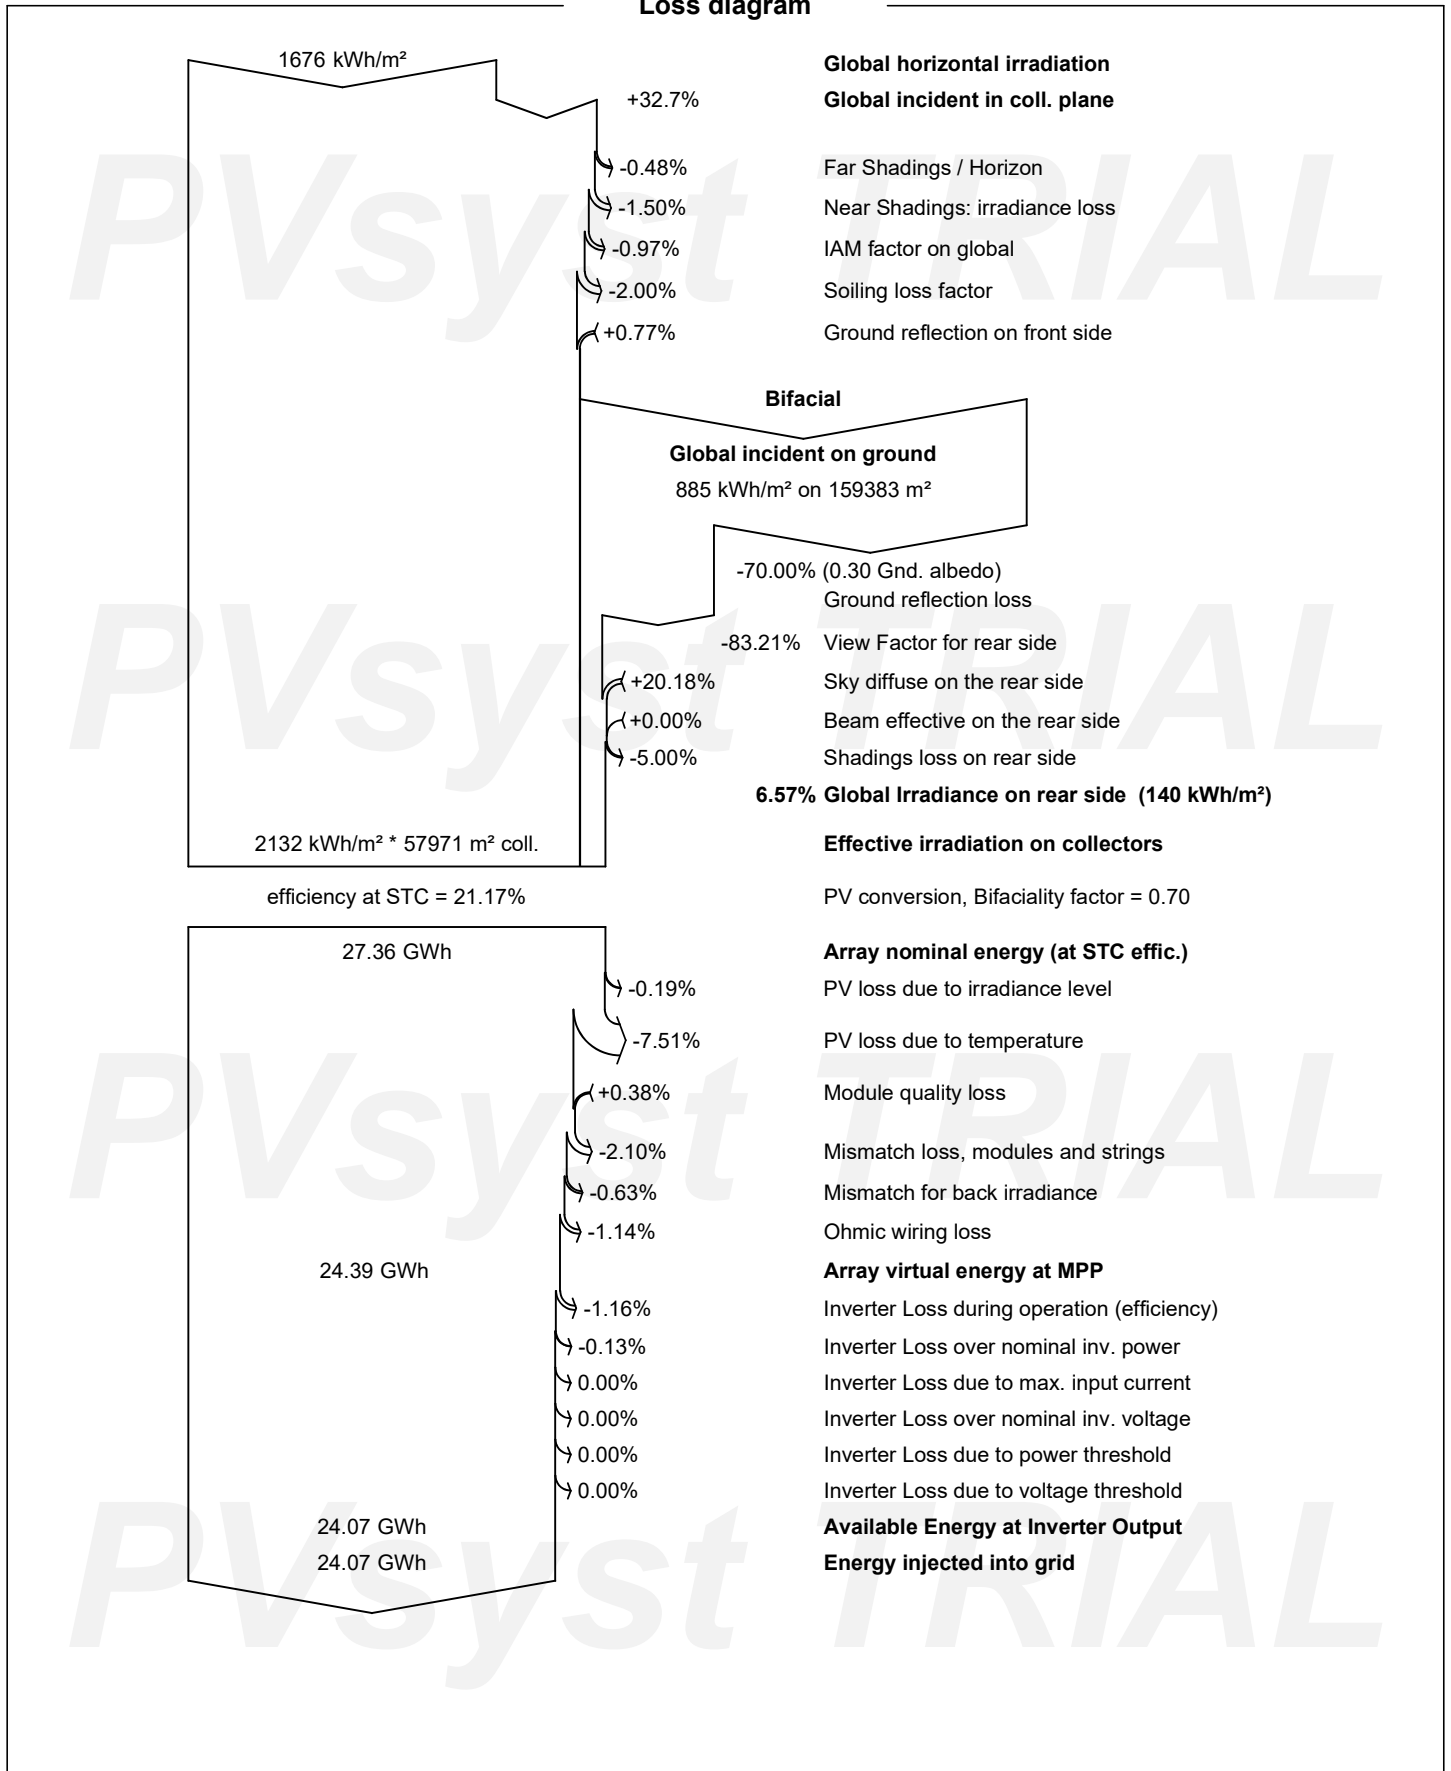 Loss diagram
1676 kWh/m² Global horizontal irradiation
+32.7% Global incident in coll. plane
-0.48% Far Shadings / Horizon
-1.50% Near Shadings: irradiance loss
-0.97% IAM factor on global
-2.00% Soiling loss factor
+0.77% Ground reflection on front side
PVsyst TRIAL
Bifacial
Global incident on ground
885 kWh/m² on 159383 m²
-70.00% (0.30 Gnd. albedo)
Ground reflection loss
-83.21% View Factor for rear side
+20.18% Sky diffuse on the rear side
+0.00% Beam effective on the rear side
-5.00% Shadings loss on rear side
PVsyst TRIAL
6.57% Global Irradiance on rear side (140 kWh/m²)
2132 kWh/m² * 57971 m² coll. Effective irradiation on collectors
efficiency at STC = 21.17% PV conversion, Bifaciality factor = 0.70
27.36 GWh Array nominal energy (at STC effic.)
-0.19% PV loss due to irradiance level
-7.51% PV loss due to temperature
+0.38% Module quality loss
-2.10% Mismatch loss, modules and strings
-0.63% Mismatch for back irradiance
PVsyst TRIAL
-1.14% Ohmic wiring loss
24.39 GWh Array virtual energy at MPP
-1.16% Inverter Loss during operation (efficiency)
-0.13% Inverter Loss over nominal inv. power
0.00% Inverter Loss due to max. input current
0.00% Inverter Loss over nominal inv. voltage
0.00% Inverter Loss due to power threshold
0.00% Inverter Loss due to voltage threshold
24.07 GWh Available Energy at Inverter Output
24.07 GWh Energy injected into grid
PVsyst TRIAL